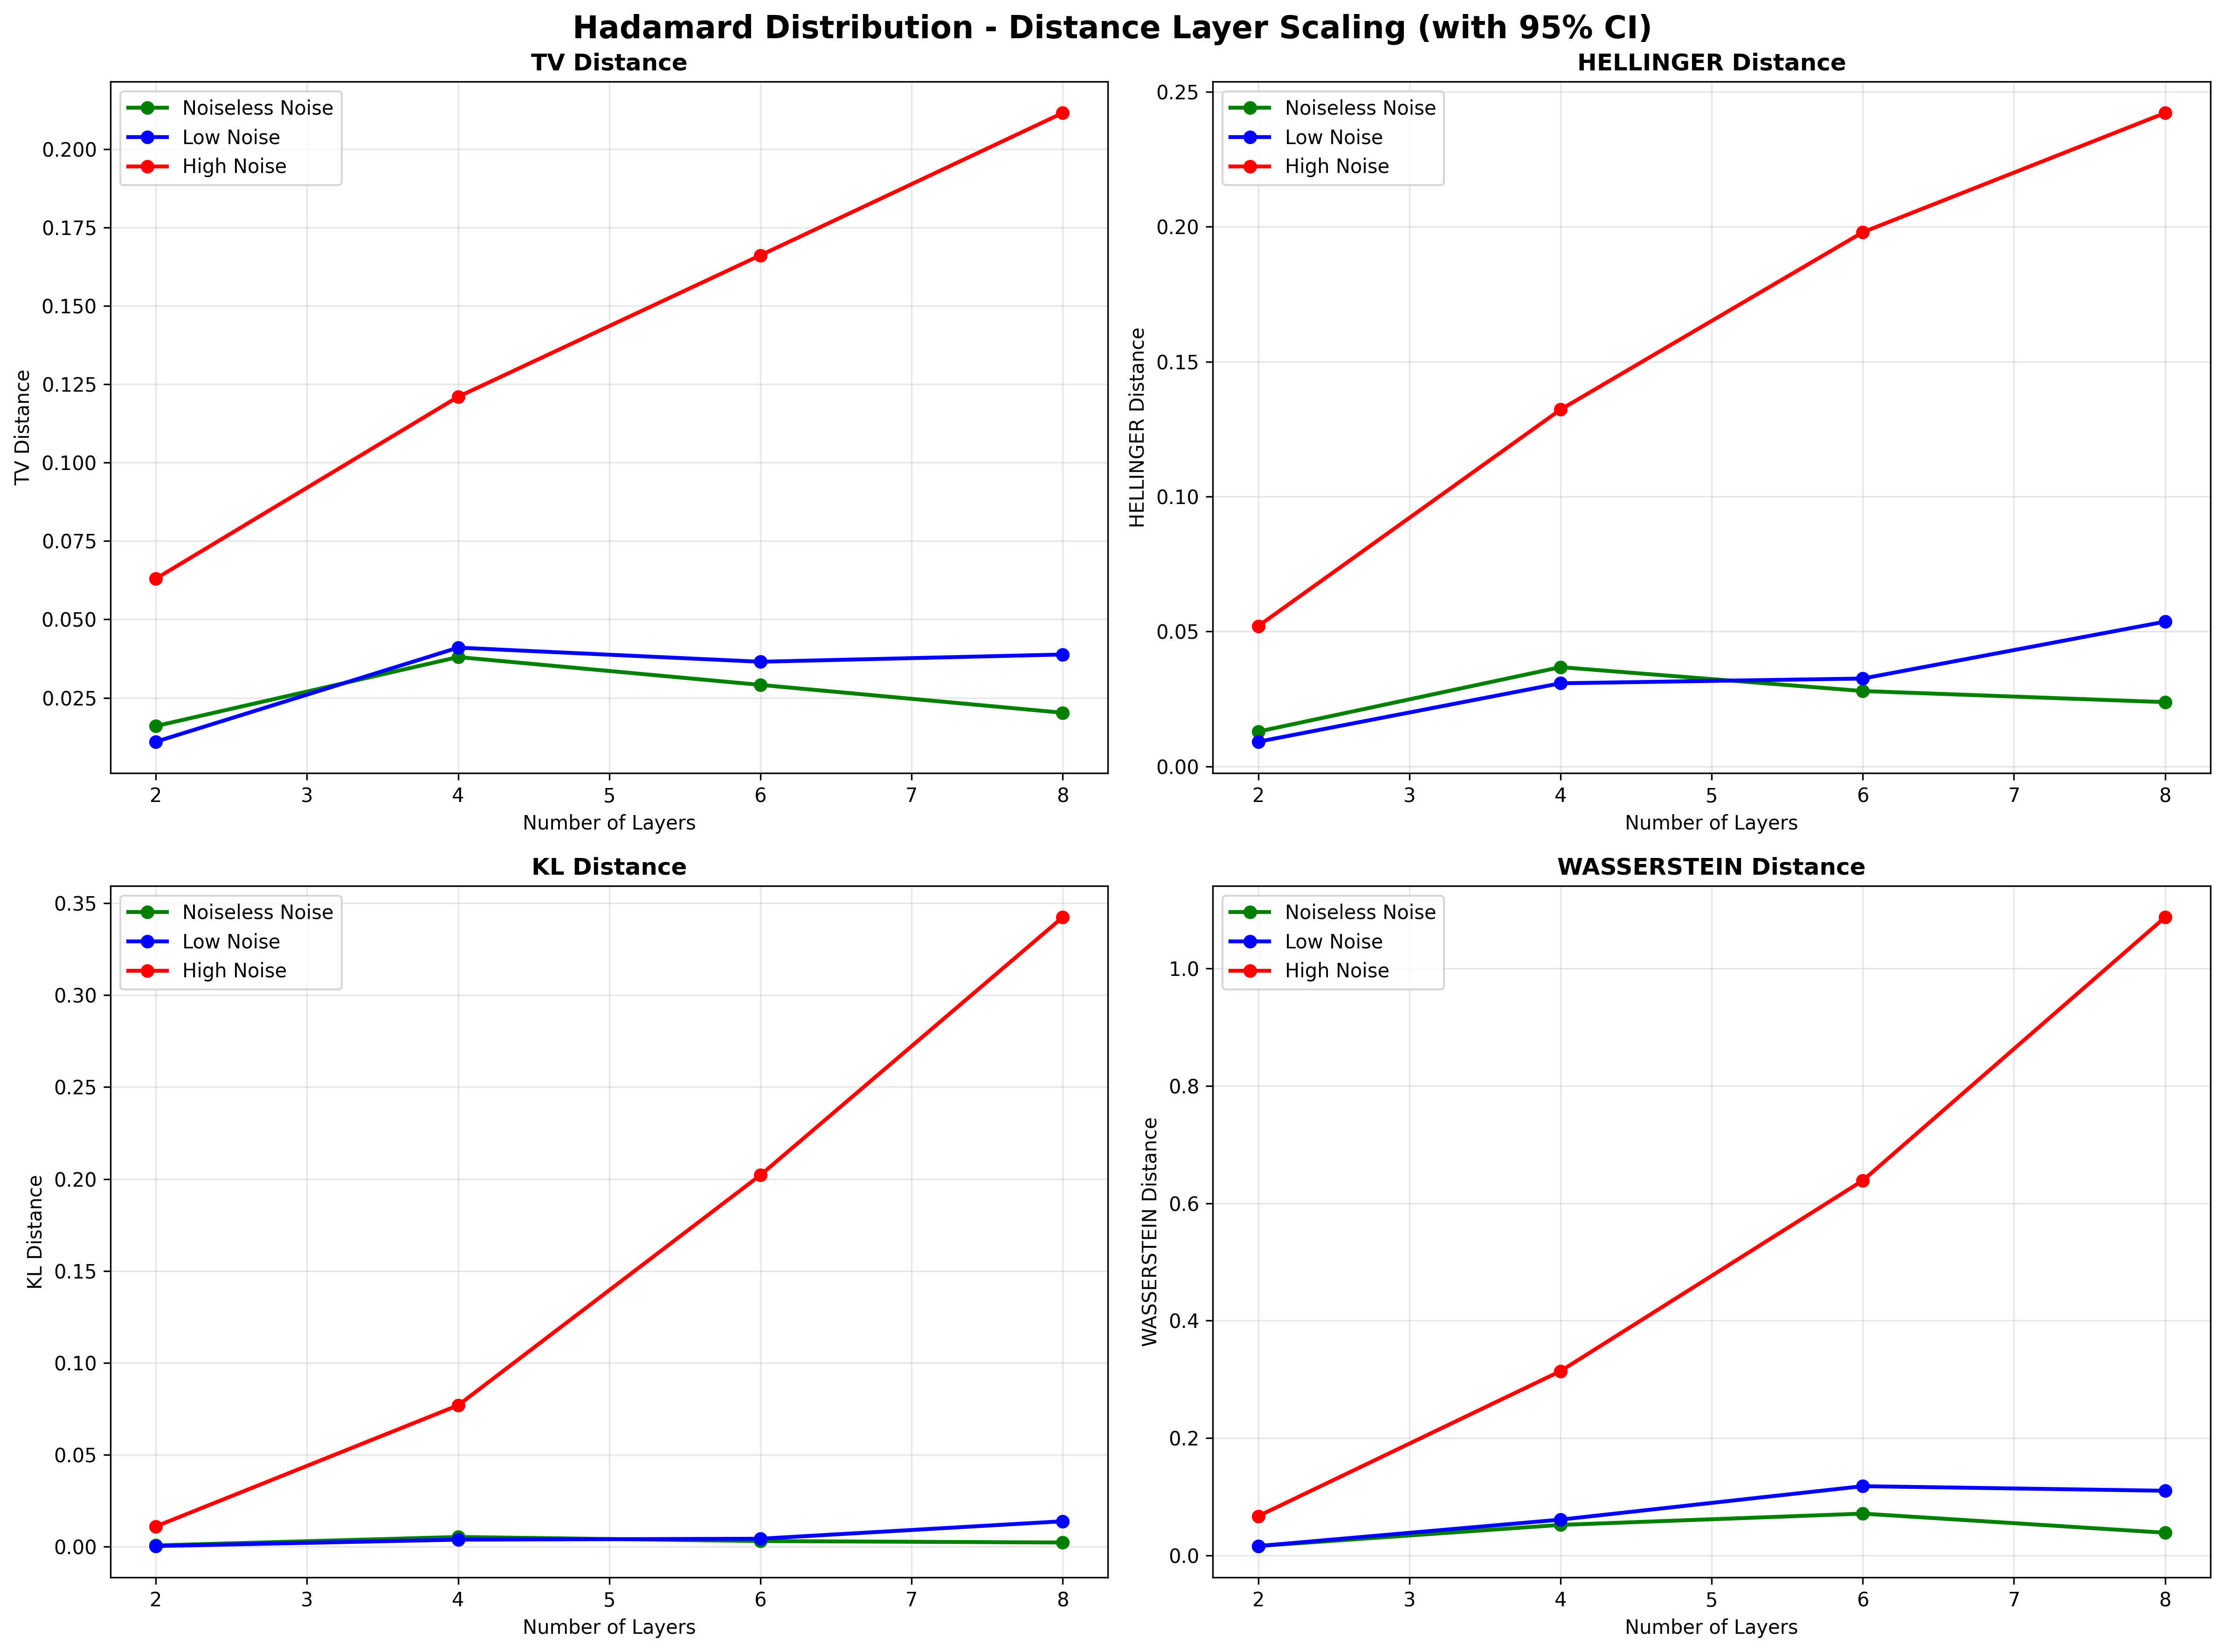 Hadamard Distribution - Distance Layer Scaling (with 95% CI)
TV Distance
Noiseless Noise
Low Noise
High Noise
0.200
0.175
0.150
0.125
0.100
0.075
0.050
0.025
TV Distance
2 3 4 5 6 7 8
Number of Layers
HELLINGER Distance
Noiseless Noise
Low Noise
High Noise
0.25
0.20
0.15
0.10
0.05
0.00
HELLINGER Distance
2 3 4 5 6 7 8
Number of Layers
KL Distance
Noiseless Noise
Low Noise
High Noise
0.35
0.30
0.25
0.20
0.15
0.10
0.05
0.00
KL Distance
2 3 4 5 6 7 8
Number of Layers
WASSERSTEIN Distance
Noiseless Noise
Low Noise
High Noise
1.0
0.8
0.6
0.4
0.2
0.0
WASSERSTEIN Distance
2 3 4 5 6 7 8
Number of Layers